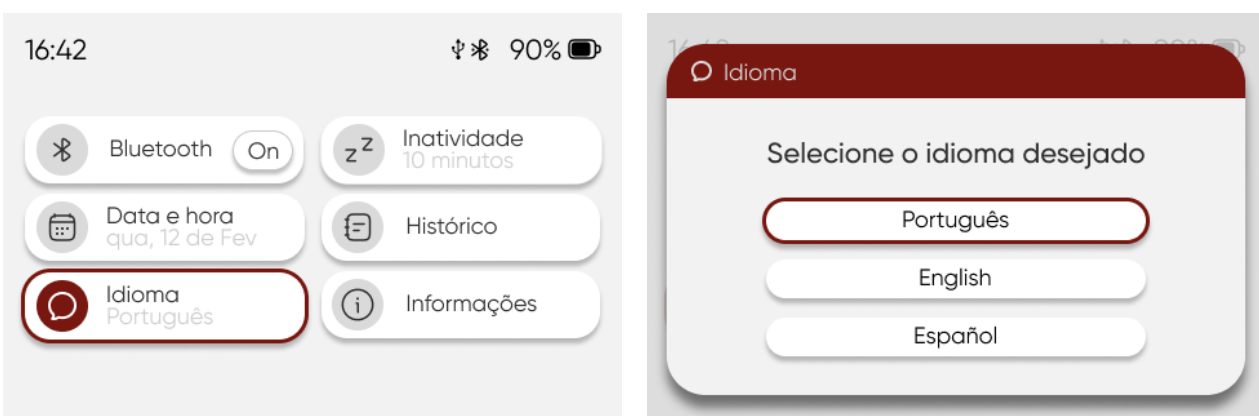 16:42 90%
Bluetooth On
Inatividade
10 minutos
Data e hora
qua, 12 de Fev
Histórico
Idioma
Português
Informações
Idioma
Selecione o idioma desejado
Português
English
Español